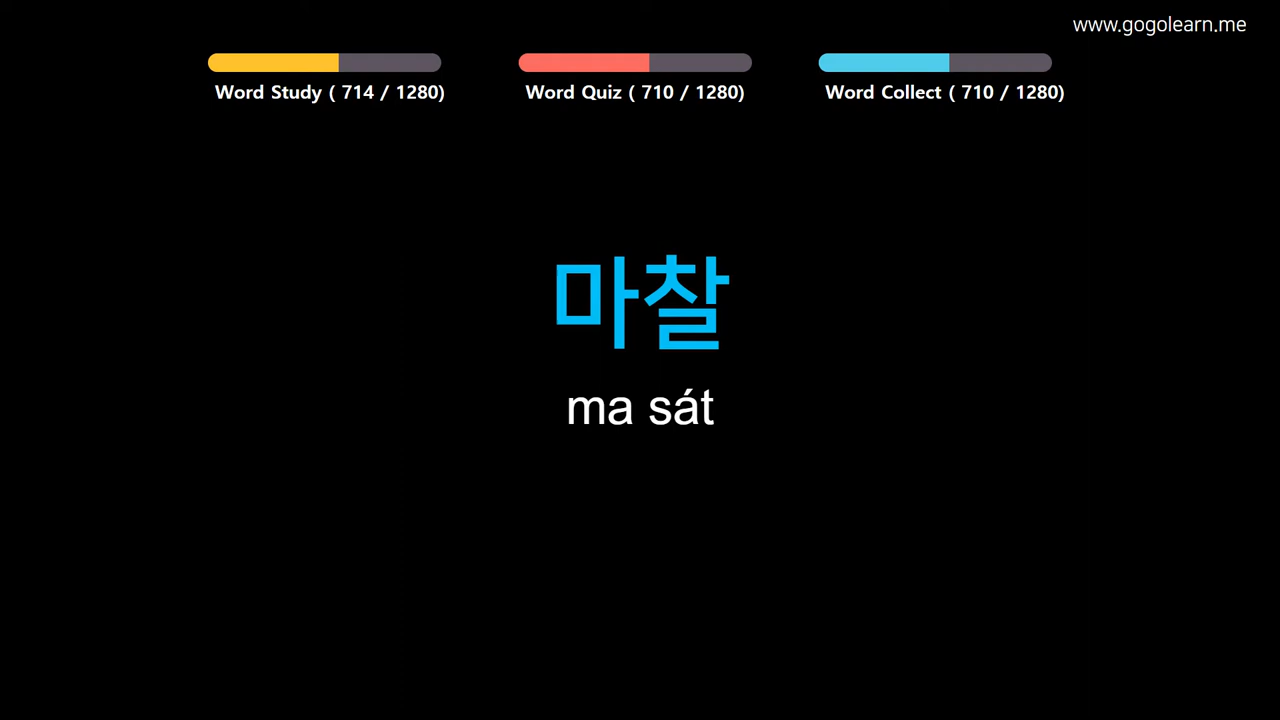 www.gogolearn.me
Word Study ( 714 / 1280)
Word Quiz ( 710 / 1280)
Word Collect ( 710 / 1280)
마찰
ma sát